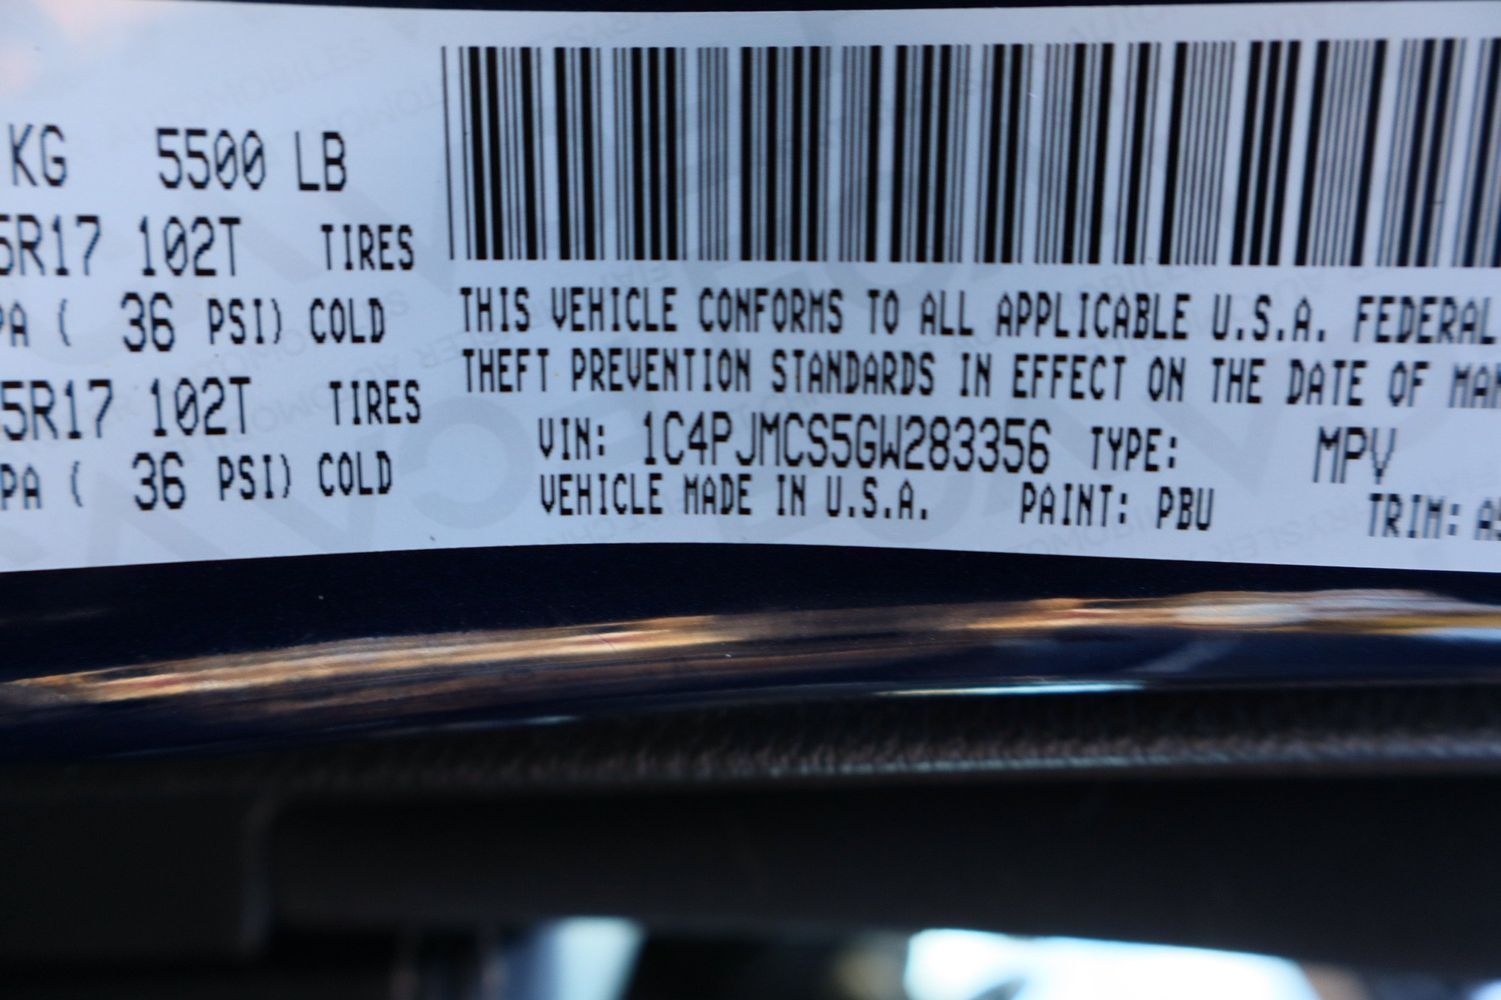 KG 5500 LB
5R17 102T TIRES
PA ( 36 PSI) COLD
5R17 102T TIRES
PA ( 36 PSI) COLD
THIS VEHICLE CONFORMS TO ALL APPLICABLE U.S.A. FEDERAL
THEFT PREVENTION STANDARDS IN EFFECT ON THE DATE OF MAN
VIN: 1C4PJMCS5GW283356 TYPE: MPV
VEHICLE MADE IN U.S.A. PAINT: PBU TRIM: A